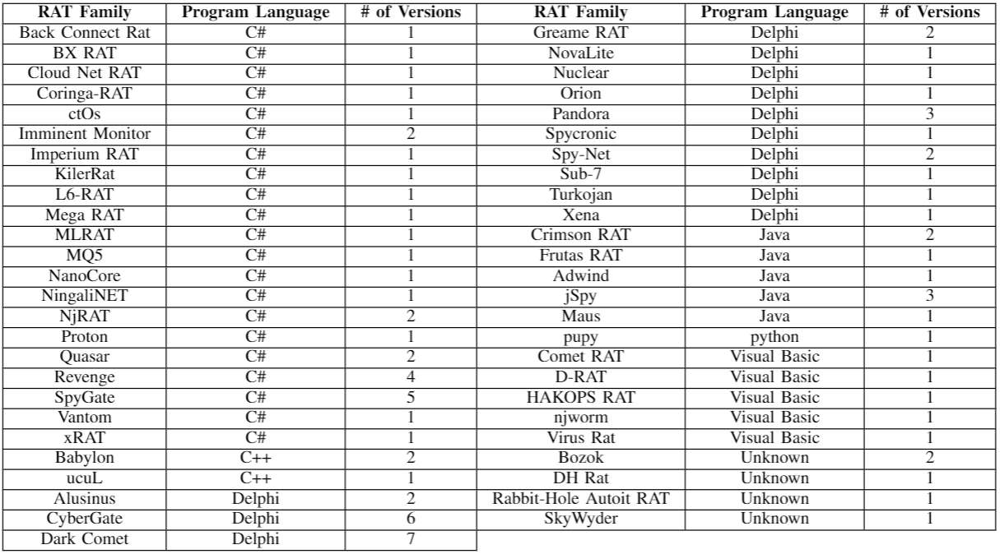 RAT Family Program Language # of Versions RAT Family Program Language # of Versions
Back Connect Rat C# 1 Greame RAT Delphi 2
BX RAT C# 1 NovaLite Delphi 1
Cloud Net RAT C# 1 Nuclear Delphi 1
Coringa-RAT C# 1 Orion Delphi 1
ctOs C# 1 Pandora Delphi 3
Imminent Monitor C# 2 Spycronic Delphi 1
Imperium RAT C# 1 Spy-Net Delphi 2
KilerRat C# 1 Sub-7 Delphi 1
L6-RAT C# 1 Turkojan Delphi 1
Mega RAT C# 1 Xena Delphi 1
MLRAT C# 1 Crimson RAT Java 2
MQ5 C# 1 Frutas RAT Java 1
NanoCore C# 1 Adwind Java 1
NingaliNET C# 1 jSpy Java 3
NjRAT C# 2 Maus Java 1
Proton C# 1 pupy python 1
Quasar C# 2 Comet RAT Visual Basic 1
Revenge C# 4 D-RAT Visual Basic 1
SpyGate C# 5 HAKOPS RAT Visual Basic 1
Vantom C# 1 njworm Visual Basic 1
xRAT C# 1 Virus Rat Visual Basic 1
Babylon C++ 2 Bozok Unknown 2
ucuL C++ 1 DH Rat Unknown 1
Alusinus Delphi 2 Rabbit-Hole Autoit RAT Unknown 1
CyberGate Delphi 6 SkyWyder Unknown 1
Dark Comet Delphi 7